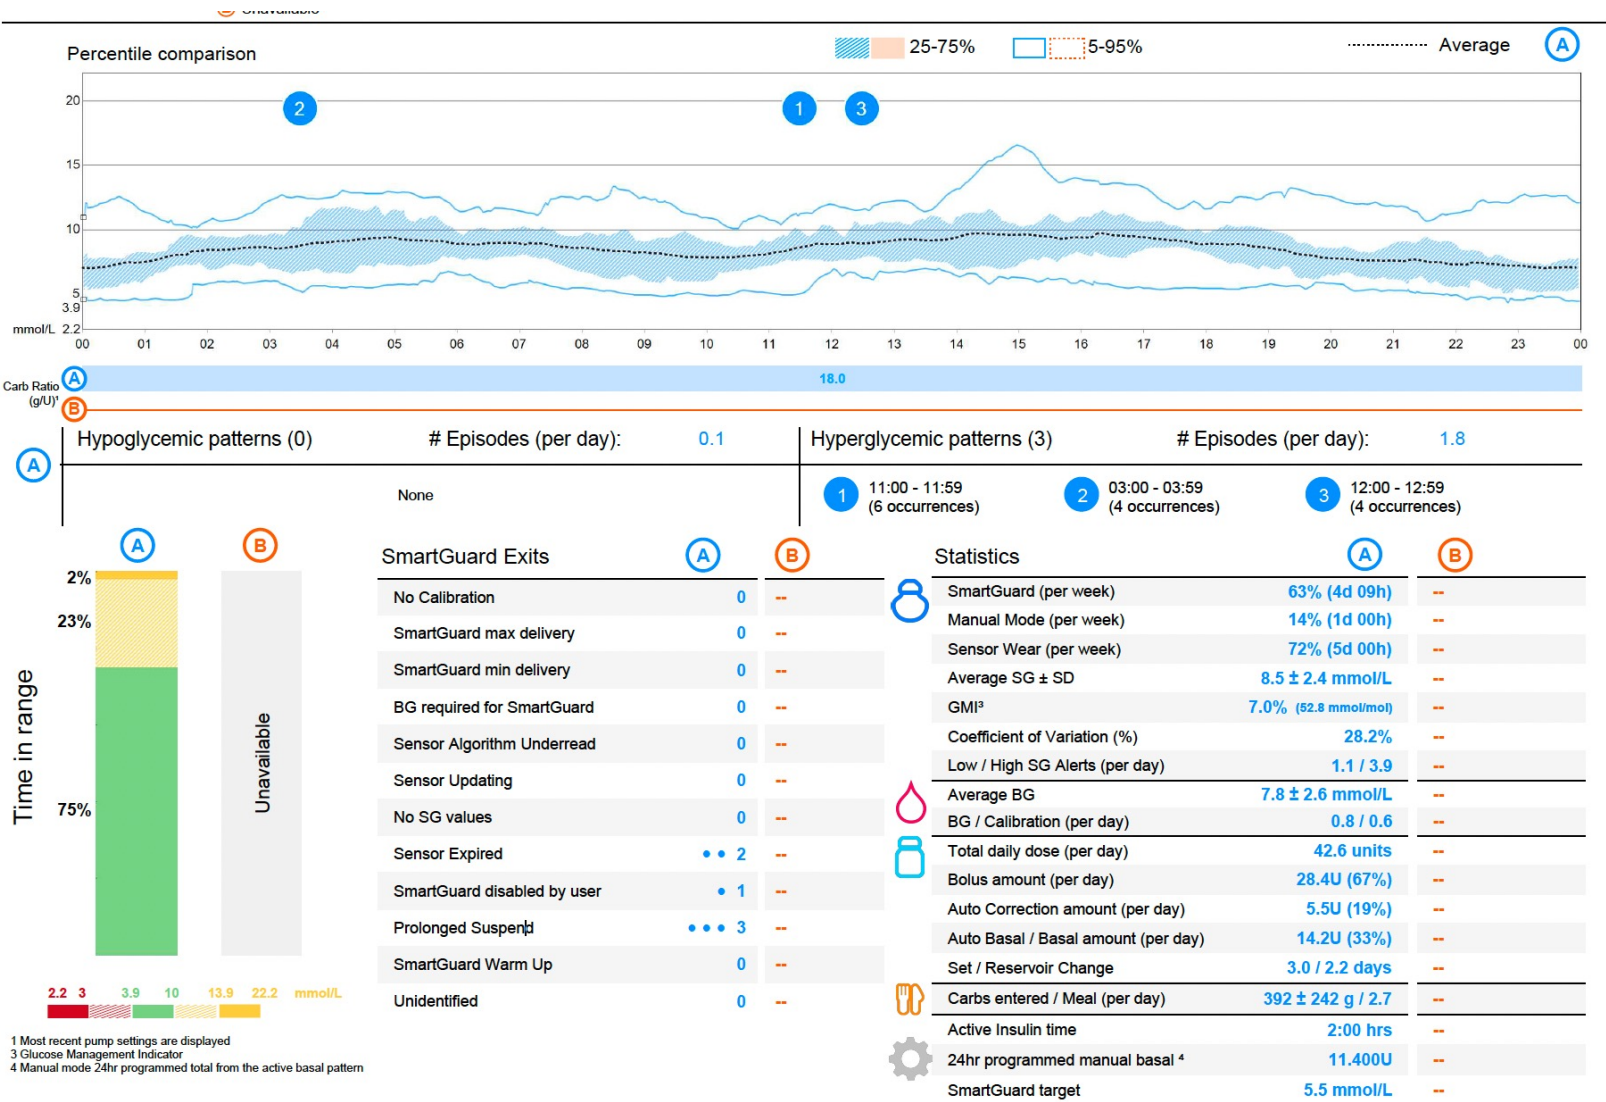 Unavailable
Percentile comparison
25-75%
5-95%
Average
A
20
15
10
5
3.9
mmol/L 2.2
2
1
3
00 01 02 03 04 05 06 07 08 09 10 11 12 13 14 15 16 17 18 19 20 21 22 23 00
Carb Ratio
(g/U)¹
A
18.0
B
A
Hypoglycemic patterns (0)
# Episodes (per day): 0.1
None
Hyperglycemic patterns (3)
# Episodes (per day): 1.8
1 11:00 - 11:59
(6 occurrences)
2 03:00 - 03:59
(4 occurrences)
3 12:00 - 12:59
(4 occurrences)
Time in range
A B
2%
23%
75%
Unavailable
2.2 3 3.9 10 13.9 22.2 mmol/L
SmartGuard Exits A B
No Calibration 0 --
SmartGuard max delivery 0 --
SmartGuard min delivery 0 --
BG required for SmartGuard 0 --
Sensor Algorithm Underread 0 --
Sensor Updating 0 --
No SG values 0 --
Sensor Expired 2 --
SmartGuard disabled by user 1 --
Prolonged Suspend 3 --
SmartGuard Warm Up 0 --
Unidentified 0 --
Statistics A B
SmartGuard (per week) 63% (4d 09h) --
Manual Mode (per week) 14% (1d 00h) --
Sensor Wear (per week) 72% (5d 00h) --
Average SG ± SD 8.5 ± 2.4 mmol/L --
GMI³ 7.0% (52.8 mmol/mol) --
Coefficient of Variation (%) 28.2% --
Low / High SG Alerts (per day) 1.1 / 3.9 --
Average BG 7.8 ± 2.6 mmol/L --
BG / Calibration (per day) 0.8 / 0.6 --
Total daily dose (per day) 42.6 units --
Bolus amount (per day) 28.4U (67%) --
Auto Correction amount (per day) 5.5U (19%) --
Auto Basal / Basal amount (per day) 14.2U (33%) --
Set / Reservoir Change 3.0 / 2.2 days --
Carbs entered / Meal (per day) 392 ± 242 g / 2.7 --
Active Insulin time 2:00 hrs --
24hr programmed manual basal ⁴ 11.400U --
SmartGuard target 5.5 mmol/L --
1 Most recent pump settings are displayed
3 Glucose Management Indicator
4 Manual mode 24hr programmed total from the active basal pattern